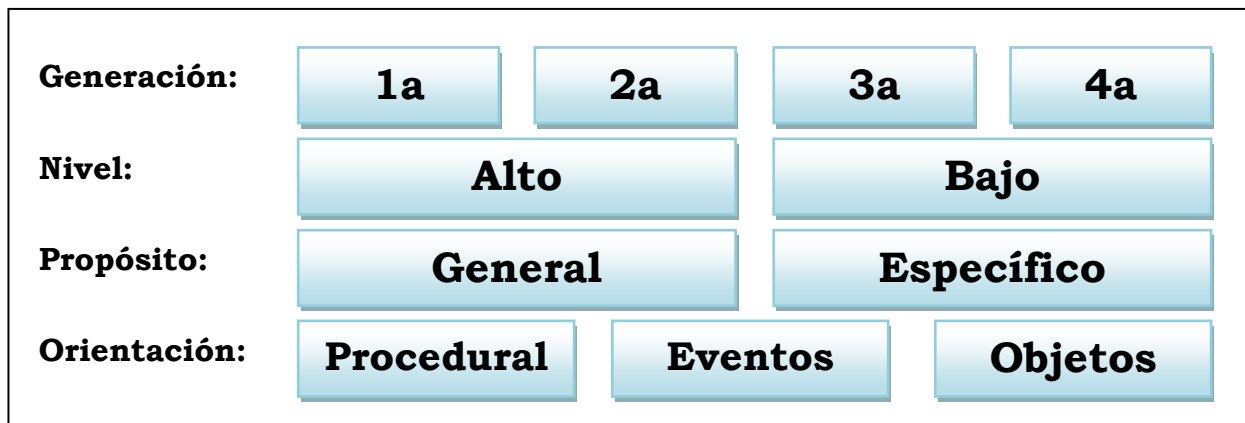 Generación: 1a 2a 3a 4a
Nivel: Alto Bajo
Propósito: General Específico
Orientación: Procedural Eventos Objetos